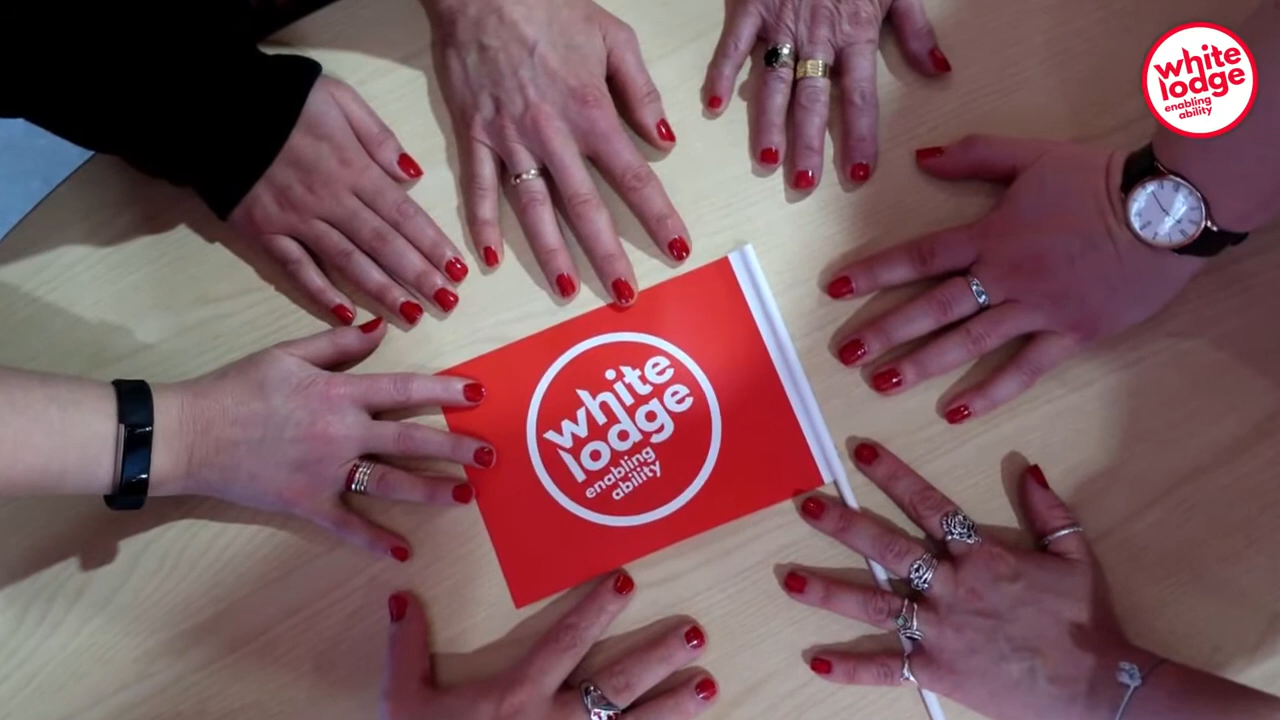 white
lodge
enabling
ability
white
lodge
enabling
ability